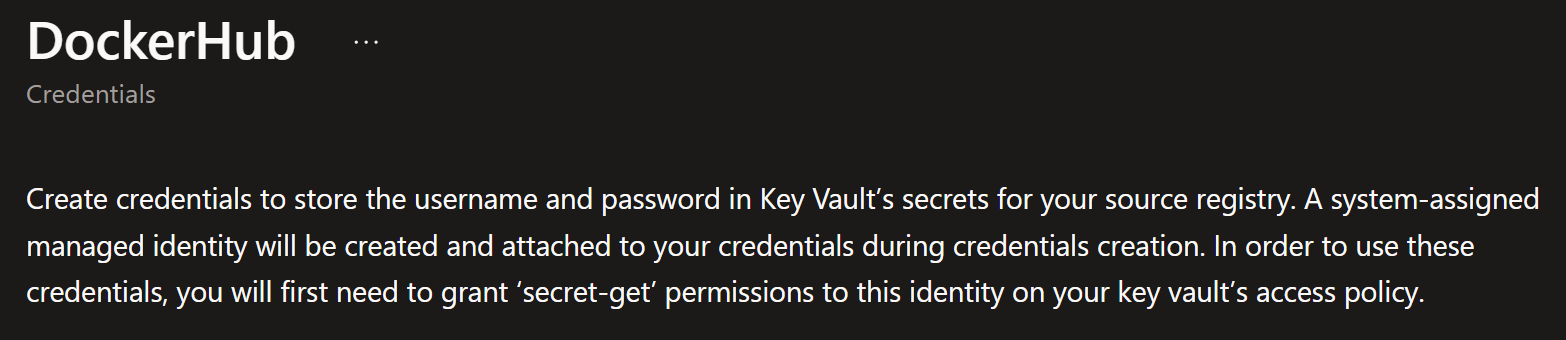 DockerHub ...
Credentials
Create credentials to store the username and password in Key Vault’s secrets for your source registry. A system-assigned
managed identity will be created and attached to your credentials during credentials creation. In order to use these
credentials, you will first need to grant ‘secret-get’ permissions to this identity on your key vault’s access policy.